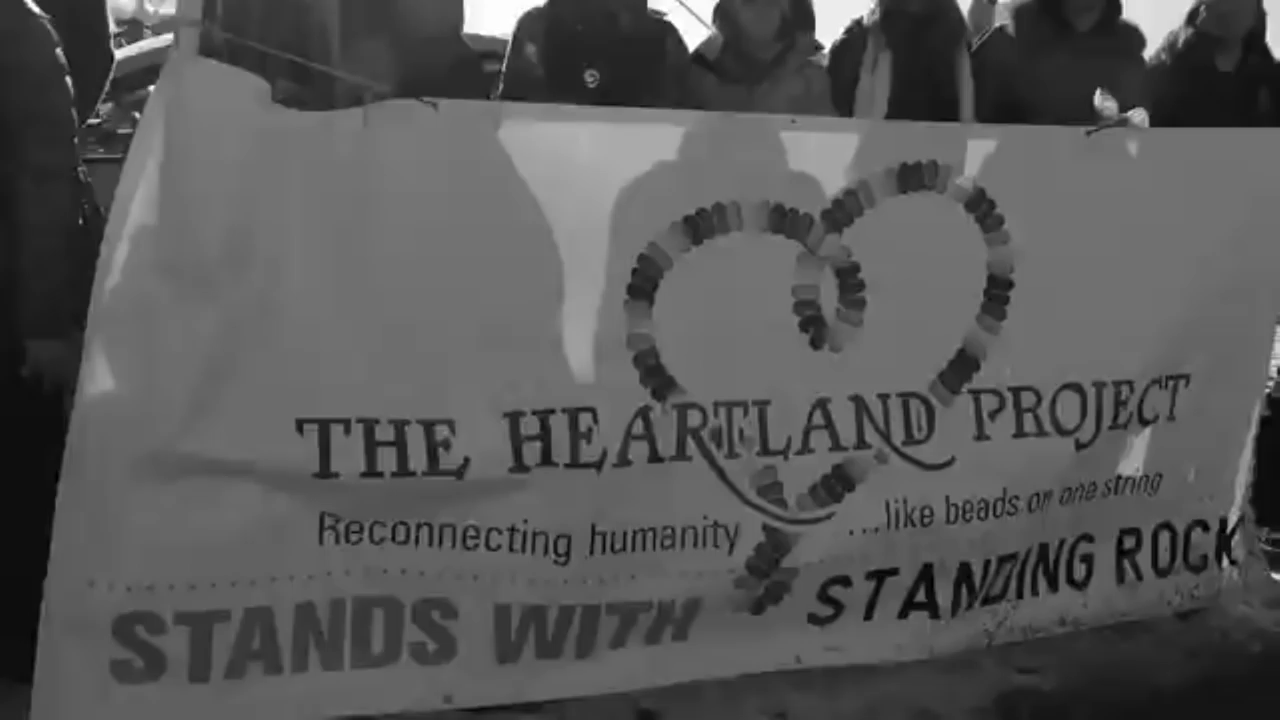 THE HEARTLAND PROJECT
Reconnecting humanity ...like beads on one string
STANDS WITH STANDING ROCK